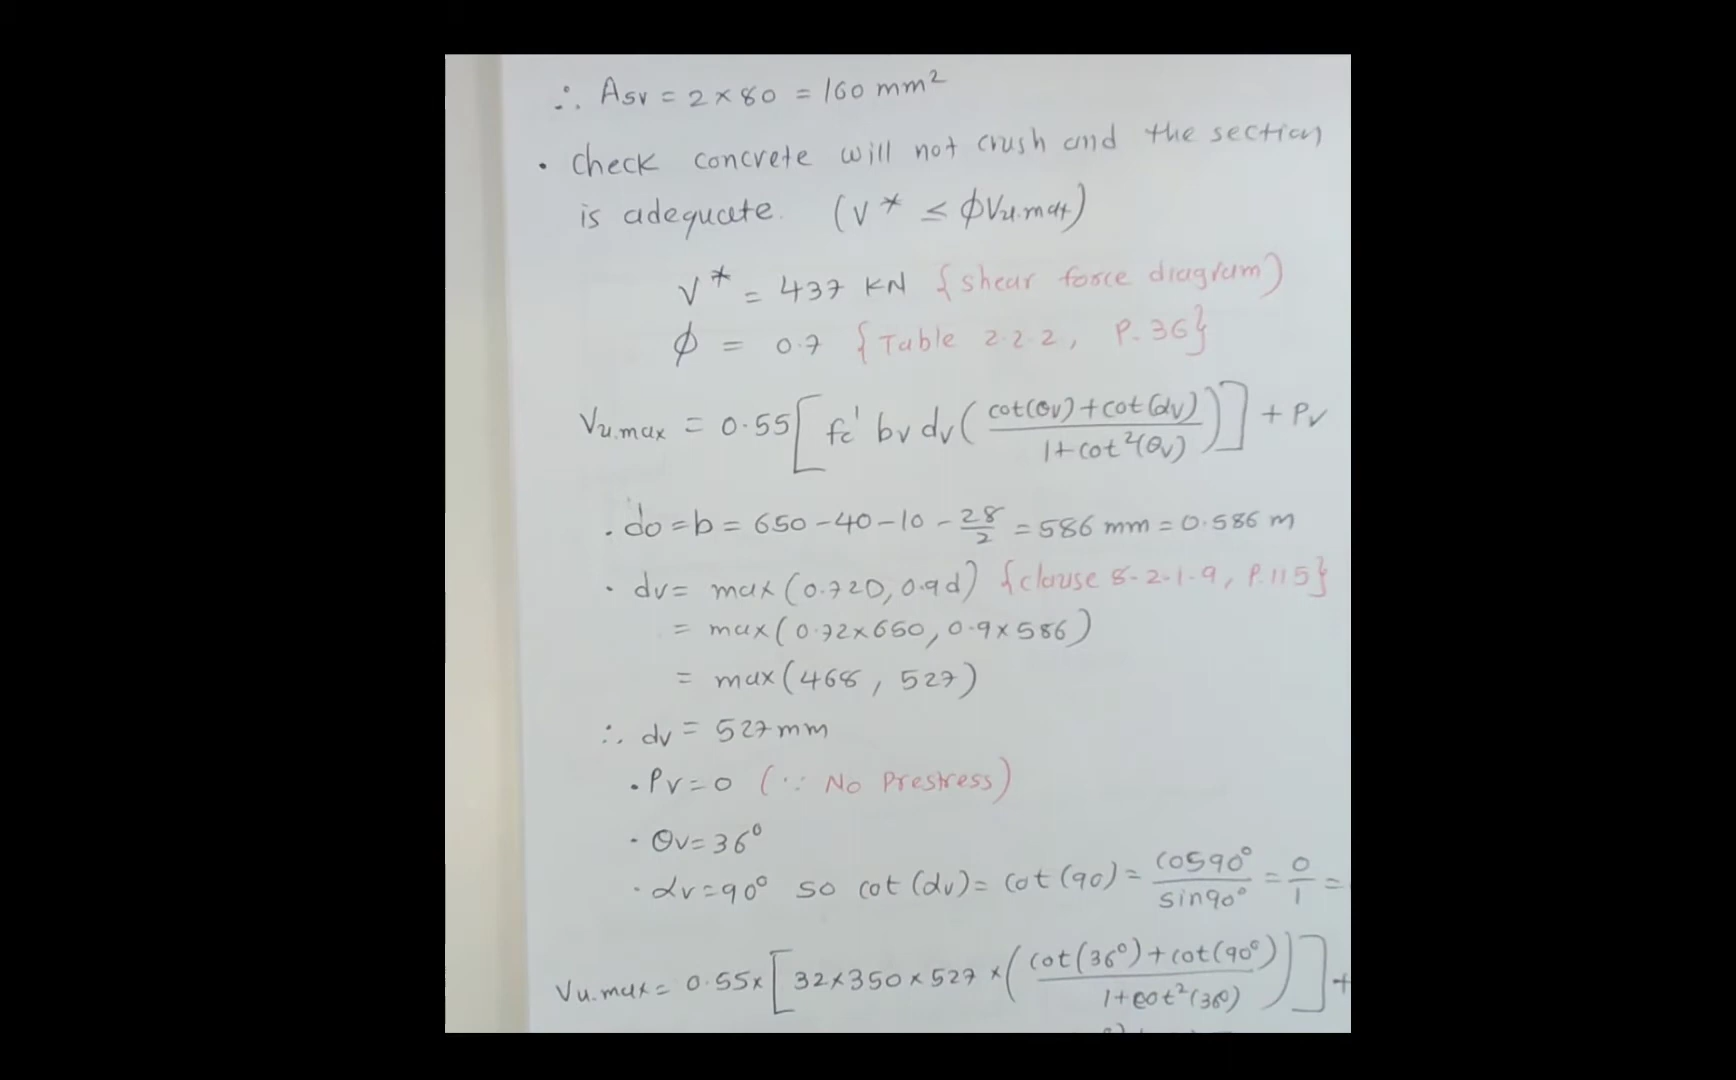 ∴ Asv = 2 × 80 = 160 mm²
• Check concrete will not crush and the section
is adequate. (V* ≤ ϕVu.max)
V* = 437 KN {shear force diagram)
ϕ = 0.7 {Table 2.2.2, P.36}
Vu.max = 0.55[fc' bv dv((cot(θv)+cot(αv))/(1+cot²(θv)))] + Pv
• do = b = 650-40-10-28/2 = 586 mm = 0.586 m
• dv = max(0.72D, 0.9d) {clause 8.2.1.9, P.115}
= max(0.72×650, 0.9×586)
= max(468, 527)
∴ dv = 527mm
• Pv = 0 (∵ No Prestress)
• θv = 36°
• αv = 90° so cot(αv) = cot(90) = cos90°/sin90° = 0/1 =
Vu.max = 0.55×[32×350×527×((cot(36°)+cot(90°))/(1+cot²(36°)))] +